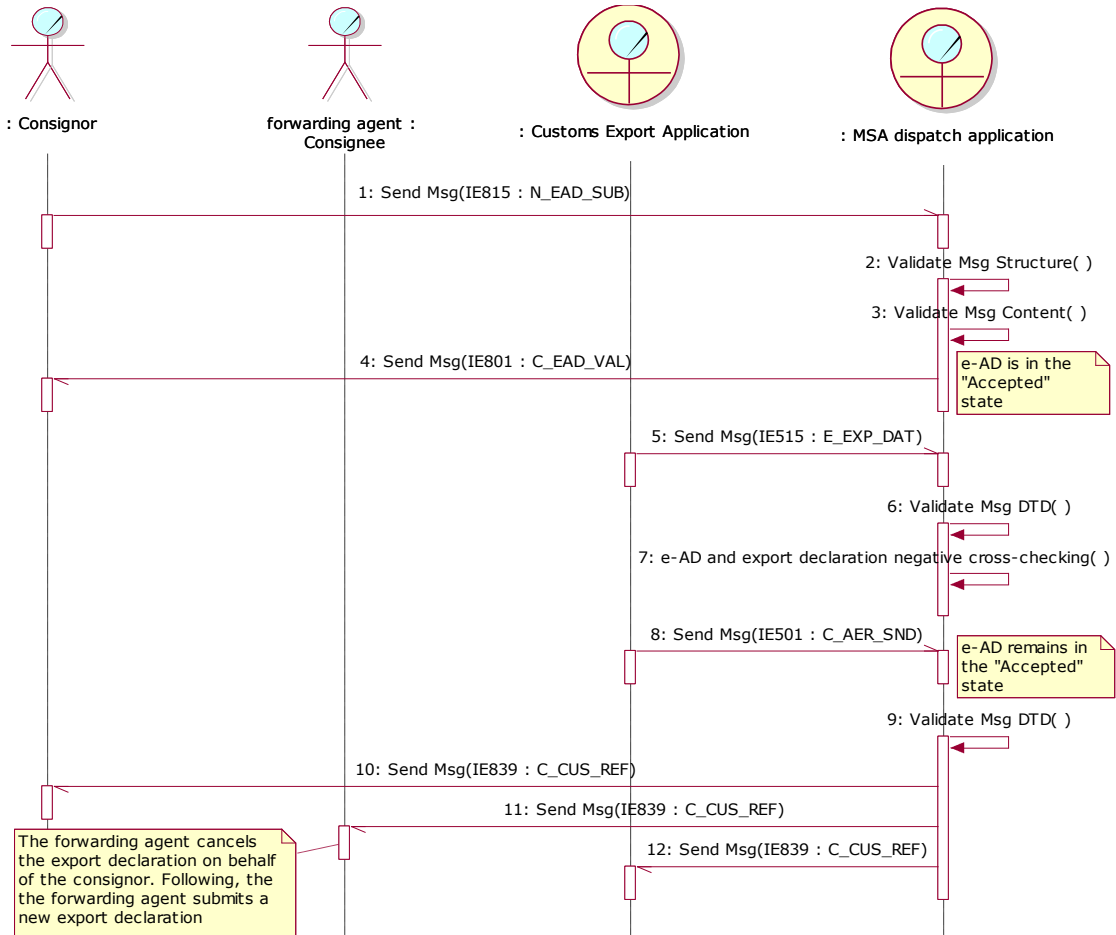 : Consignor
forwarding agent :
Consignee
: Customs Export Application
: MSA dispatch application
1: Send Msg(IE815 : N_EAD_SUB)
2: Validate Msg Structure( )
3: Validate Msg Content( )
4: Send Msg(IE801 : C_EAD_VAL)
e-AD is in the
"Accepted"
state
5: Send Msg(IE515 : E_EXP_DAT)
6: Validate Msg DTD( )
7: e-AD and export declaration negative cross-checking( )
8: Send Msg(IE501 : C_AER_SND)
e-AD remains in
the "Accepted"
state
9: Validate Msg DTD( )
10: Send Msg(IE839 : C_CUS_REF)
11: Send Msg(IE839 : C_CUS_REF)
12: Send Msg(IE839 : C_CUS_REF)
The forwarding agent cancels
the export declaration on behalf
of the consignor. Following, the
the forwarding agent submits a
new export declaration